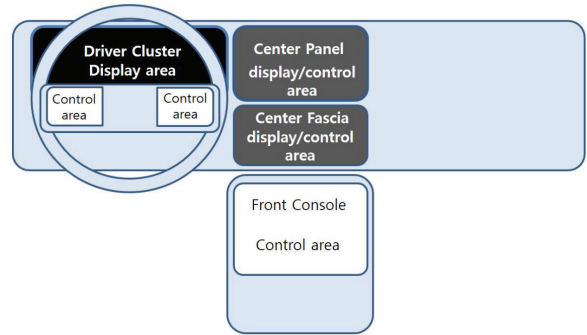 Driver Cluster
Display area
Control
area
Control
area
Center Panel
display/control
area
Center Fascia
display/control
area
Front Console
Control area